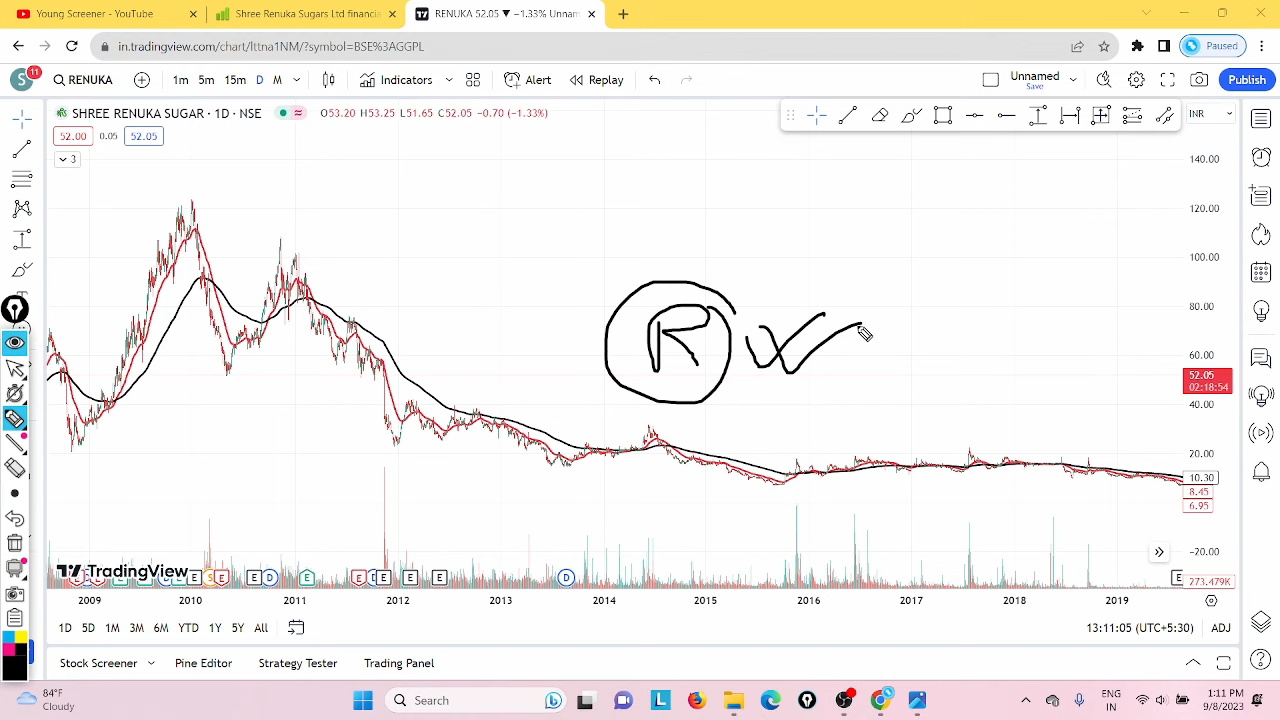 Young Screener - YouTube
Shree Renuka Sugars Ltd financi
RENUKA 52.05 ▼ −1.33% Unnam
in.tradingview.com/chart/lttna1NM/?symbol=BSE%3AGGPL
Paused
S 11
RENUKA 1m 5m 15m D M Indicators Alert Replay Unnamed Save Publish
SHREE RENUKA SUGAR · 1D · NSE O53.20 H53.25 L51.65 C52.05 −0.70 (−1.33%)
INR
52.00 0.05 52.05
3
140.00
120.00
80.00
R
60.00
52.05
02:18:54
40.00
20.00
10.30
8.45
6.95
−20.00
TradingView
273.479K
2009 2010 2011 2012 2013 2014 2015 2016 2017 2018 2019
1D 5D 1M 3M 6M YTD 1Y 5Y All
13:11:05 (UTC+5:30) ADJ
Stock Screener Pine Editor Strategy Tester Trading Panel
84°F
Cloudy
Search
ENG
IN
1:11 PM
9/8/2023